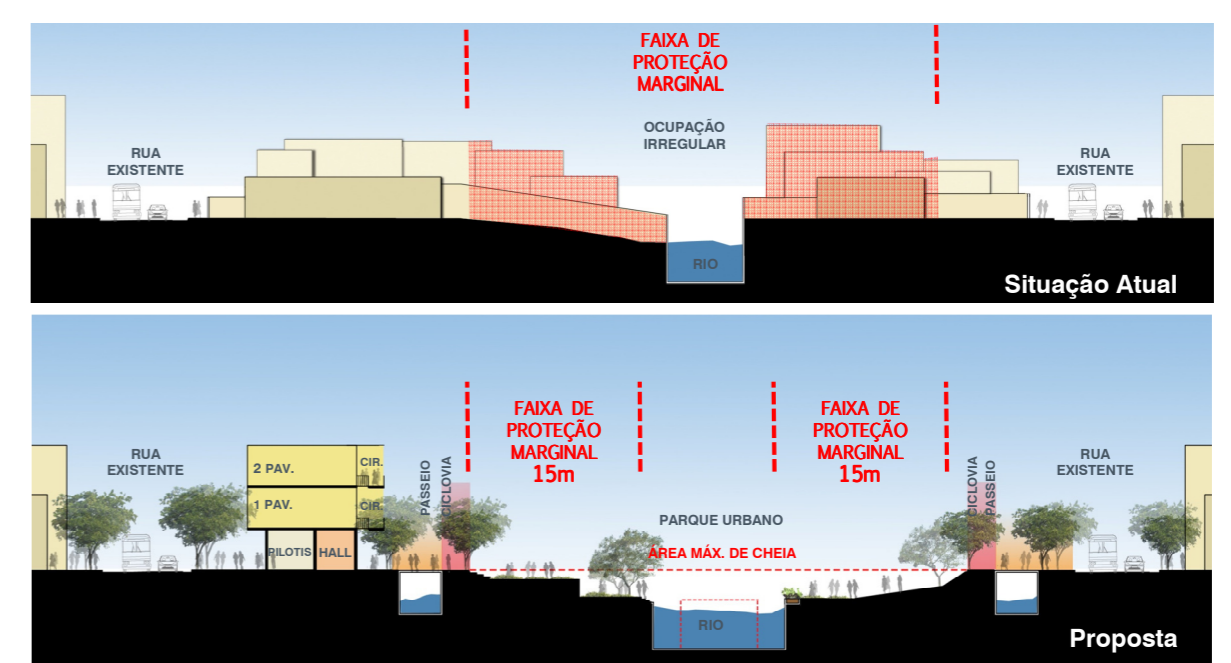 FAIXA DE
PROTEÇÃO
MARGINAL
OCUPAÇÃO
IRREGULAR
RUA
EXISTENTE
RUA
EXISTENTE
RIO
Situação Atual
FAIXA DE
PROTEÇÃO
MARGINAL
15m
FAIXA DE
PROTEÇÃO
MARGINAL
15m
RUA
EXISTENTE
2 PAV.
CIR.
1 PAV.
CIR.
PILOTIS
HALL
PASSEIO
CICLOVIA
PARQUE URBANO
ÁREA MÁX. DE CHEIA
CICLOVIA
PASSEIO
RUA
EXISTENTE
RIO
Proposta